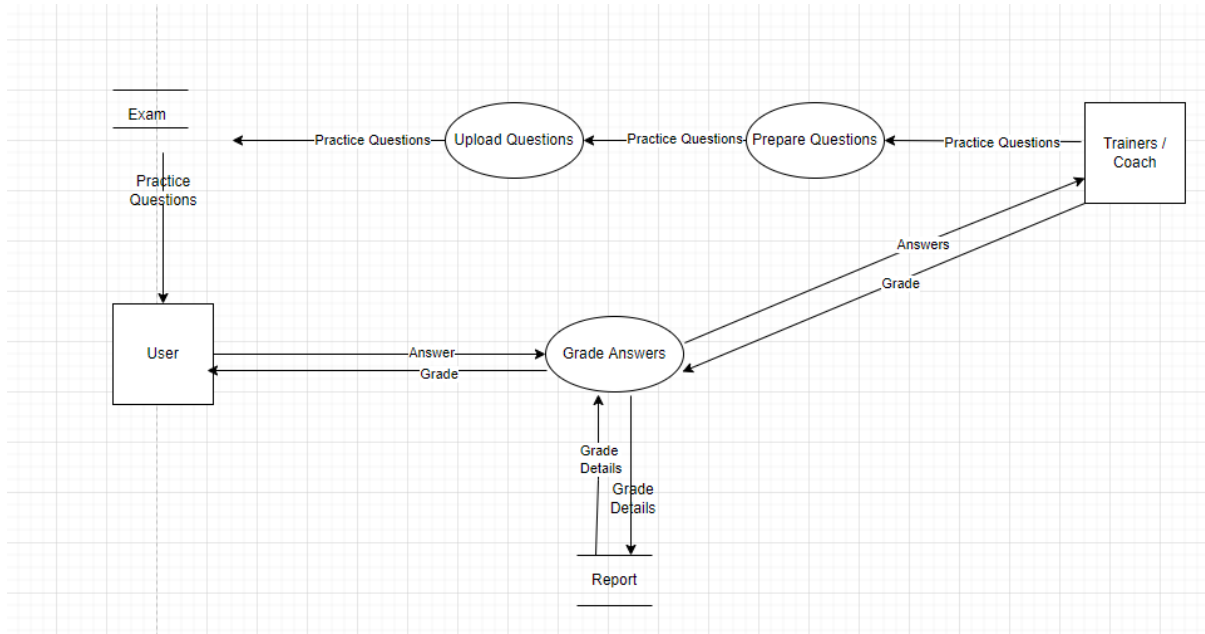 Exam
Practice Questions
Upload Questions
Practice Questions
Prepare Questions
Practice Questions
Trainers /
Coach
Practice
Questions
Answers
Grade
User
Answer
Grade
Grade Answers
Grade
Details
Grade
Details
Report